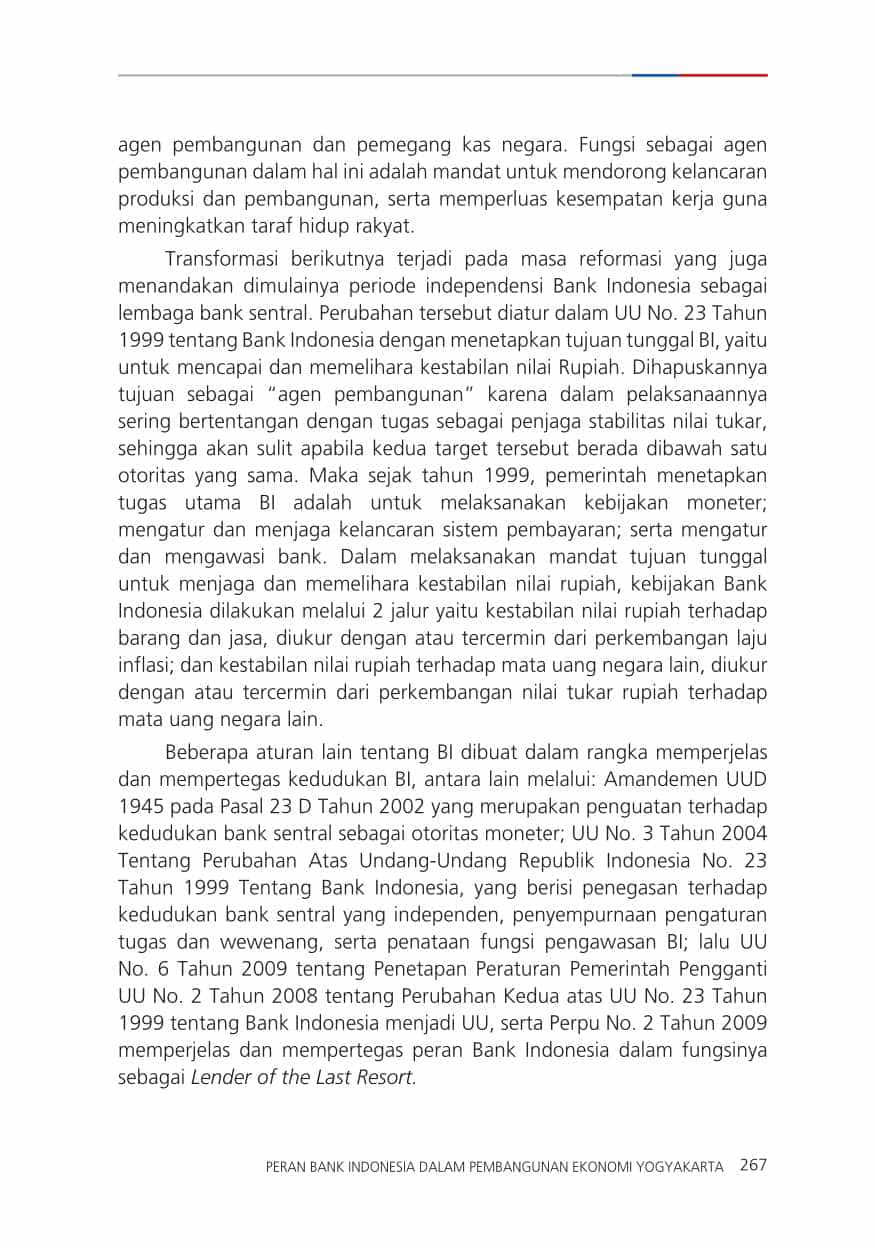 agen pembangunan dan pemegang kas negara. Fungsi sebagai agen
pembangunan dalam hal ini adalah mandat untuk mendorong kelancaran
produksi dan pembangunan, serta memperluas kesempatan kerja guna
meningkatkan taraf hidup rakyat.
Transformasi berikutnya terjadi pada masa reformasi yang juga
menandakan dimulainya periode independensi Bank Indonesia sebagai
lembaga bank sentral. Perubahan tersebut diatur dalam UU No. 23 Tahun
1999 tentang Bank Indonesia dengan menetapkan tujuan tunggal BI, yaitu
untuk mencapai dan memelihara kestabilan nilai Rupiah. Dihapuskannya
tujuan sebagai “agen pembangunan” karena dalam pelaksanaannya
sering bertentangan dengan tugas sebagai penjaga stabilitas nilai tukar,
sehingga akan sulit apabila kedua target tersebut berada dibawah satu
otoritas yang sama. Maka sejak tahun 1999, pemerintah menetapkan
tugas utama BI adalah untuk melaksanakan kebijakan moneter;
mengatur dan menjaga kelancaran sistem pembayaran; serta mengatur
dan mengawasi bank. Dalam melaksanakan mandat tujuan tunggal
untuk menjaga dan memelihara kestabilan nilai rupiah, kebijakan Bank
Indonesia dilakukan melalui 2 jalur yaitu kestabilan nilai rupiah terhadap
barang dan jasa, diukur dengan atau tercermin dari perkembangan laju
inflasi; dan kestabilan nilai rupiah terhadap mata uang negara lain, diukur
dengan atau tercermin dari perkembangan nilai tukar rupiah terhadap
mata uang negara lain.
Beberapa aturan lain tentang BI dibuat dalam rangka memperjelas
dan mempertegas kedudukan BI, antara lain melalui: Amandemen UUD
1945 pada Pasal 23 D Tahun 2002 yang merupakan penguatan terhadap
kedudukan bank sentral sebagai otoritas moneter; UU No. 3 Tahun 2004
Tentang Perubahan Atas Undang-Undang Republik Indonesia No. 23
Tahun 1999 Tentang Bank Indonesia, yang berisi penegasan terhadap
kedudukan bank sentral yang independen, penyempurnaan pengaturan
tugas dan wewenang, serta penataan fungsi pengawasan BI; lalu UU
No. 6 Tahun 2009 tentang Penetapan Peraturan Pemerintah Pengganti
UU No. 2 Tahun 2008 tentang Perubahan Kedua atas UU No. 23 Tahun
1999 tentang Bank Indonesia menjadi UU, serta Perpu No. 2 Tahun 2009
memperjelas dan mempertegas peran Bank Indonesia dalam fungsinya
sebagai Lender of the Last Resort.
PERAN BANK INDONESIA DALAM PEMBANGUNAN EKONOMI YOGYAKARTA 267